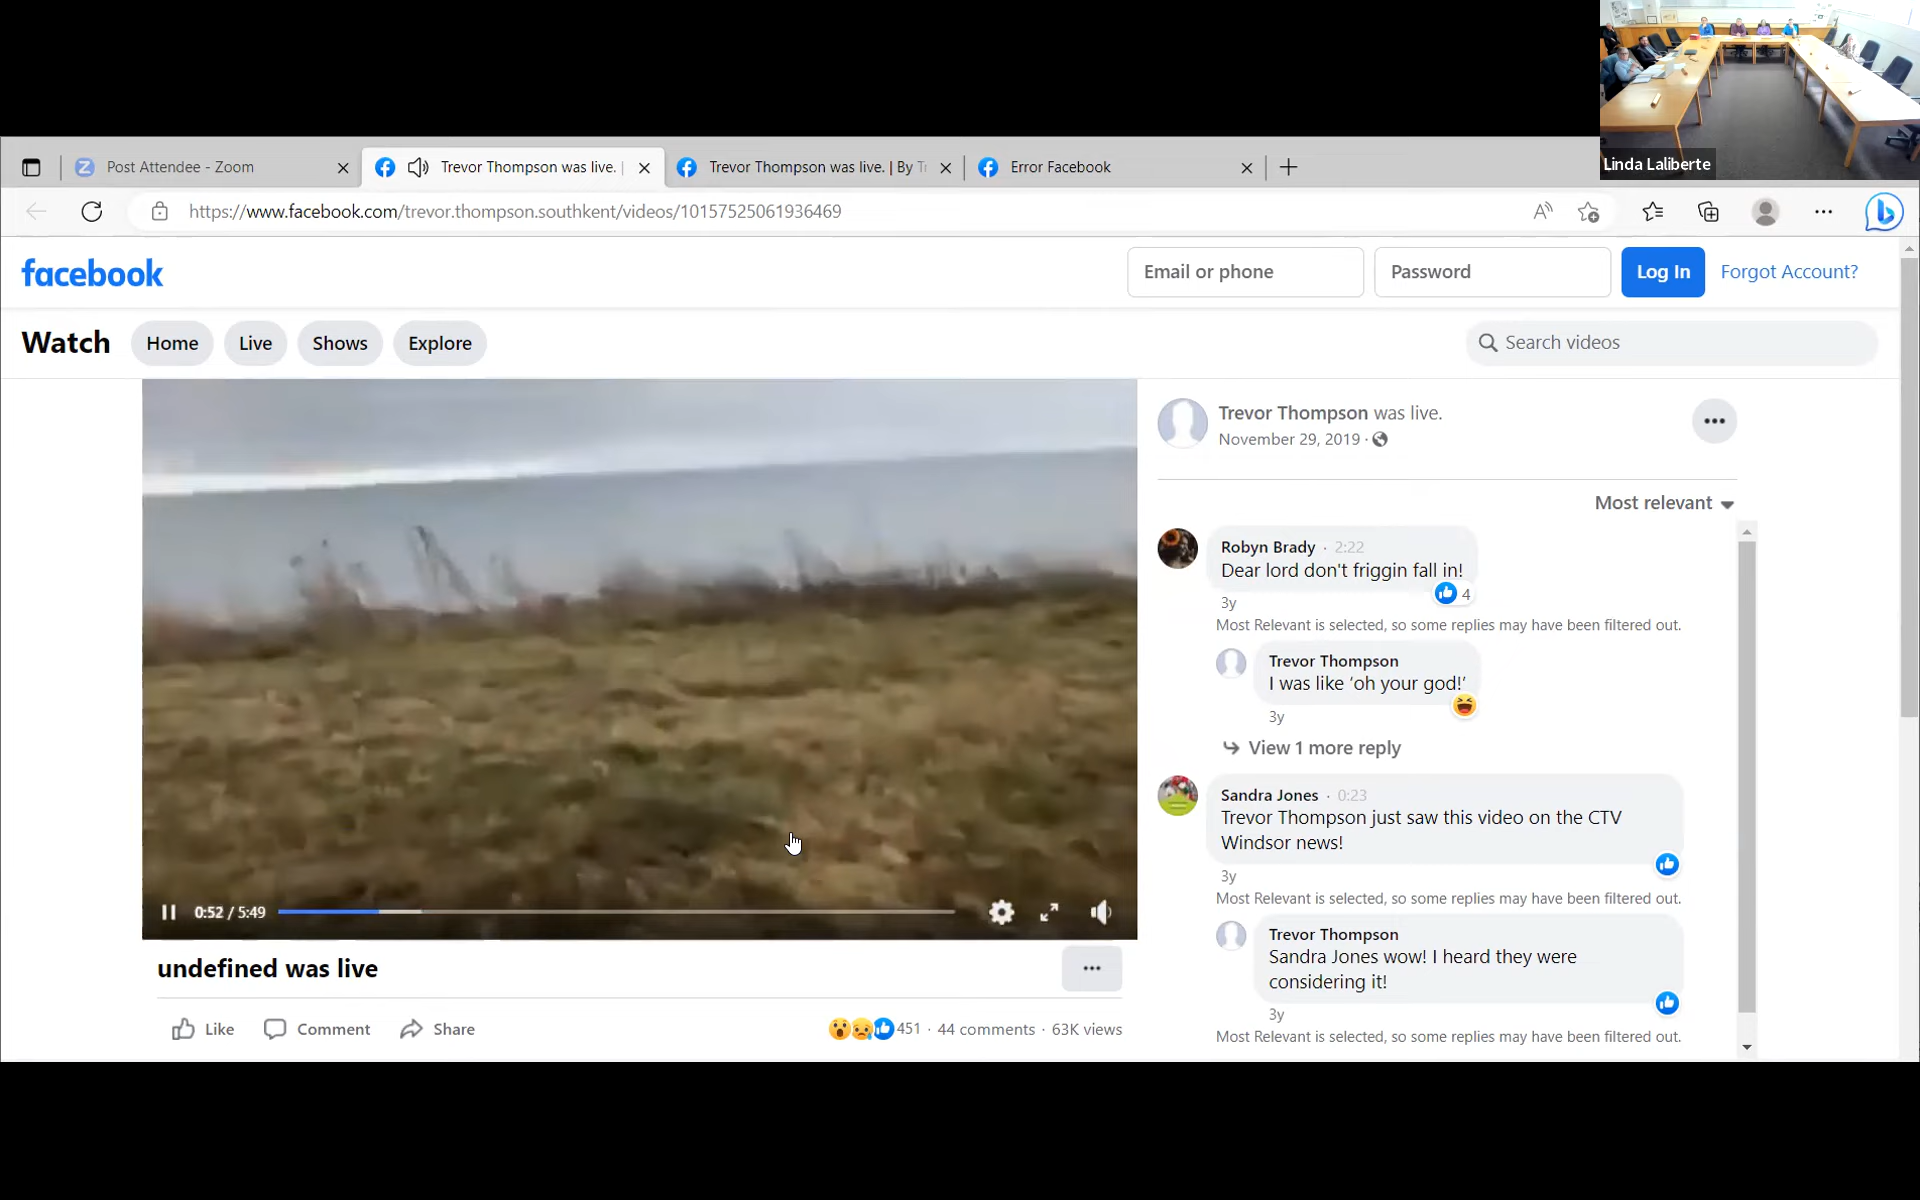 Linda Laliberte
Post Attendee - Zoom
Trevor Thompson was live. |
Trevor Thompson was live. | By Tr
Error Facebook
https://www.facebook.com/trevor.thompson.southkent/videos/10157525061936469
facebook
Email or phone
Password
Log In
Forgot Account?
Watch
Home
Live
Shows
Explore
Search videos
Trevor Thompson was live.
November 29, 2019 ·
Most relevant
Robyn Brady · 2:22
Dear lord don't friggin fall in!
4
3y
Most Relevant is selected, so some replies may have been filtered out.
Trevor Thompson
I was like ‘oh your god!’
3y
View 1 more reply
Sandra Jones · 0:23
Trevor Thompson just saw this video on the CTV
Windsor news!
3y
Most Relevant is selected, so some replies may have been filtered out.
Trevor Thompson
Sandra Jones wow! I heard they were
considering it!
3y
Most Relevant is selected, so some replies may have been filtered out.
0:52 / 5:49
undefined was live
Like
Comment
Share
451 · 44 comments · 63K views